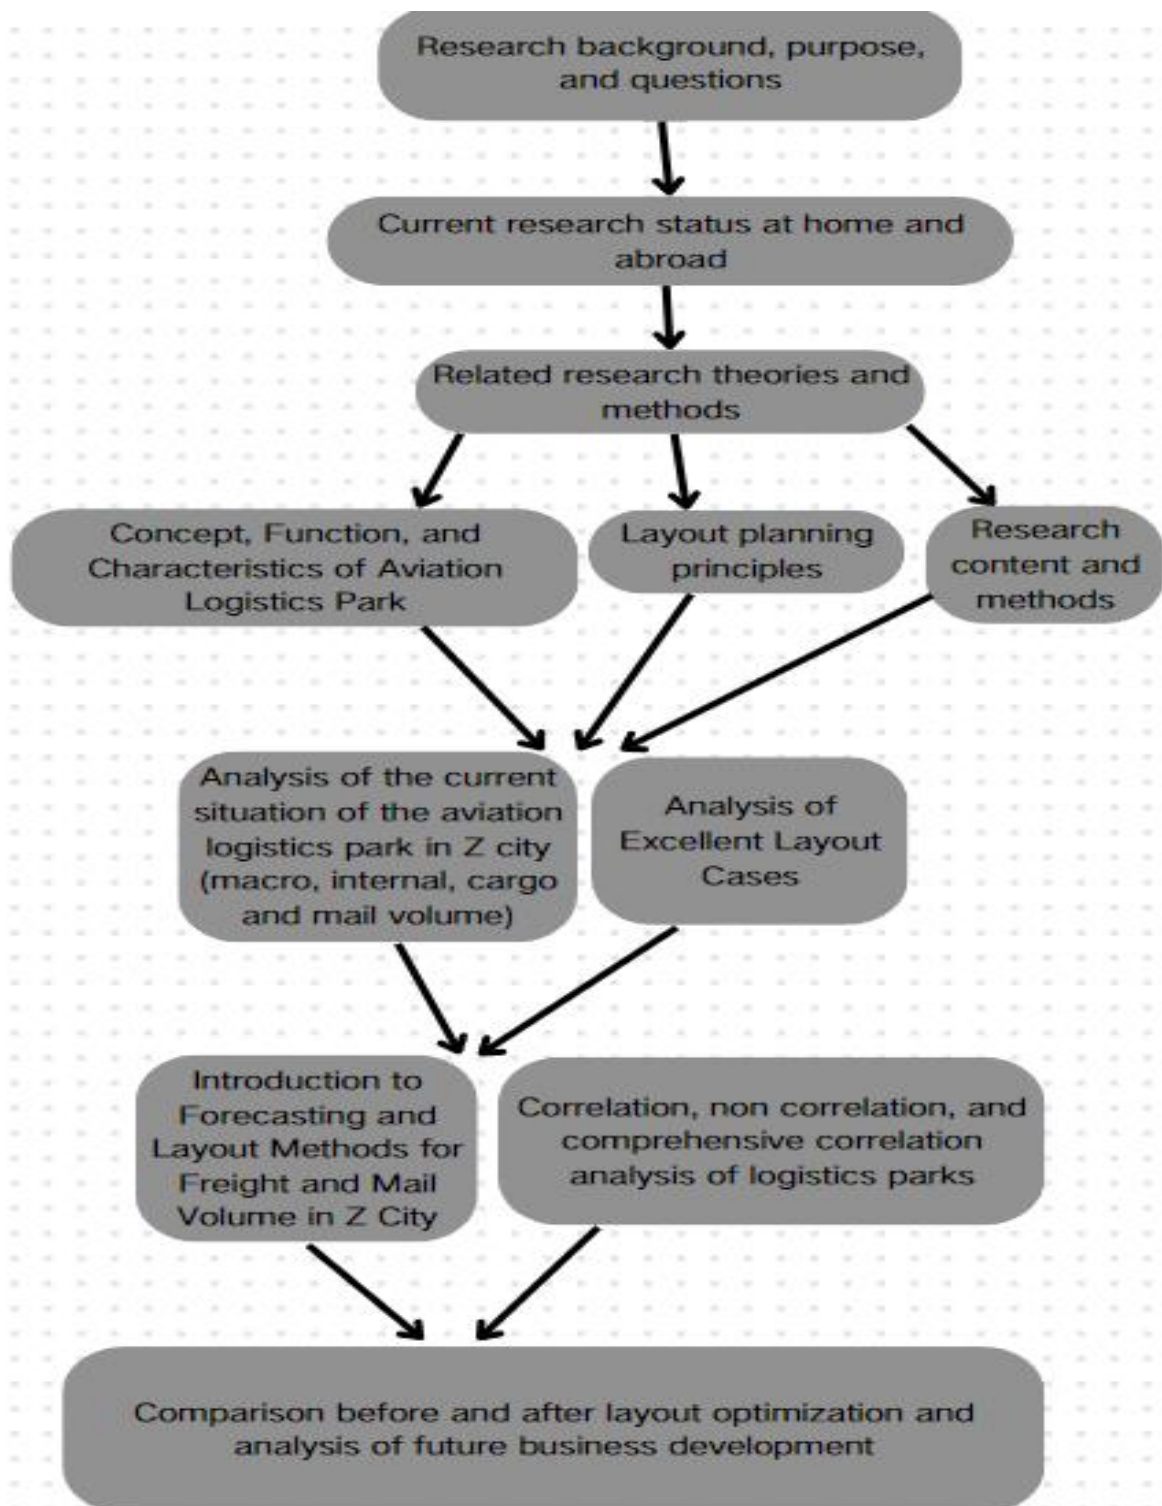 Research background, purpose,
and questions
Current research status at home and
abroad
Related research theories and
methods
Concept, Function, and
Characteristics of Aviation
Logistics Park
Layout planning
principles
Research
content and
methods
Analysis of the current
situation of the aviation
logistics park in Z city
(macro, internal, cargo
and mail volume)
Analysis of
Excellent Layout
Cases
Introduction to
Forecasting and
Layout Methods for
Freight and Mail
Volume in Z City
Correlation, non correlation, and
comprehensive correlation
analysis of logistics parks
Comparison before and after layout optimization and
analysis of future business development